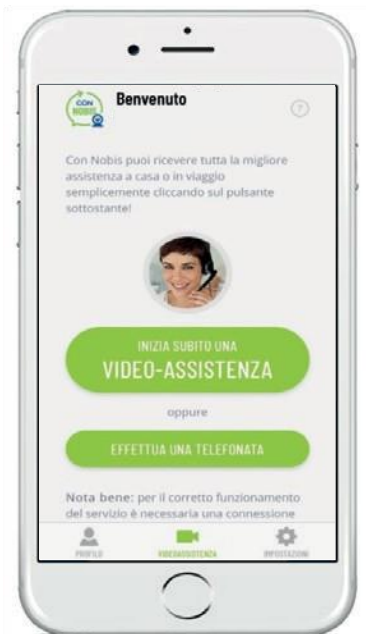 CON
NOBIS
Benvenuto
?
Con Nobis puoi ricevere tutta la migliore
assistenza a casa o in viaggio
semplicemente cliccando sul pulsante
sottostante!
INIZIA SUBITO UNA
VIDEO-ASSISTENZA
oppure
EFFETTUA UNA TELEFONATA
Nota bene: per il corretto funzionamento
del servizio è necessaria una connessione
PROFILO
VIDEOASSISTENZA
IMPOSTAZIONI